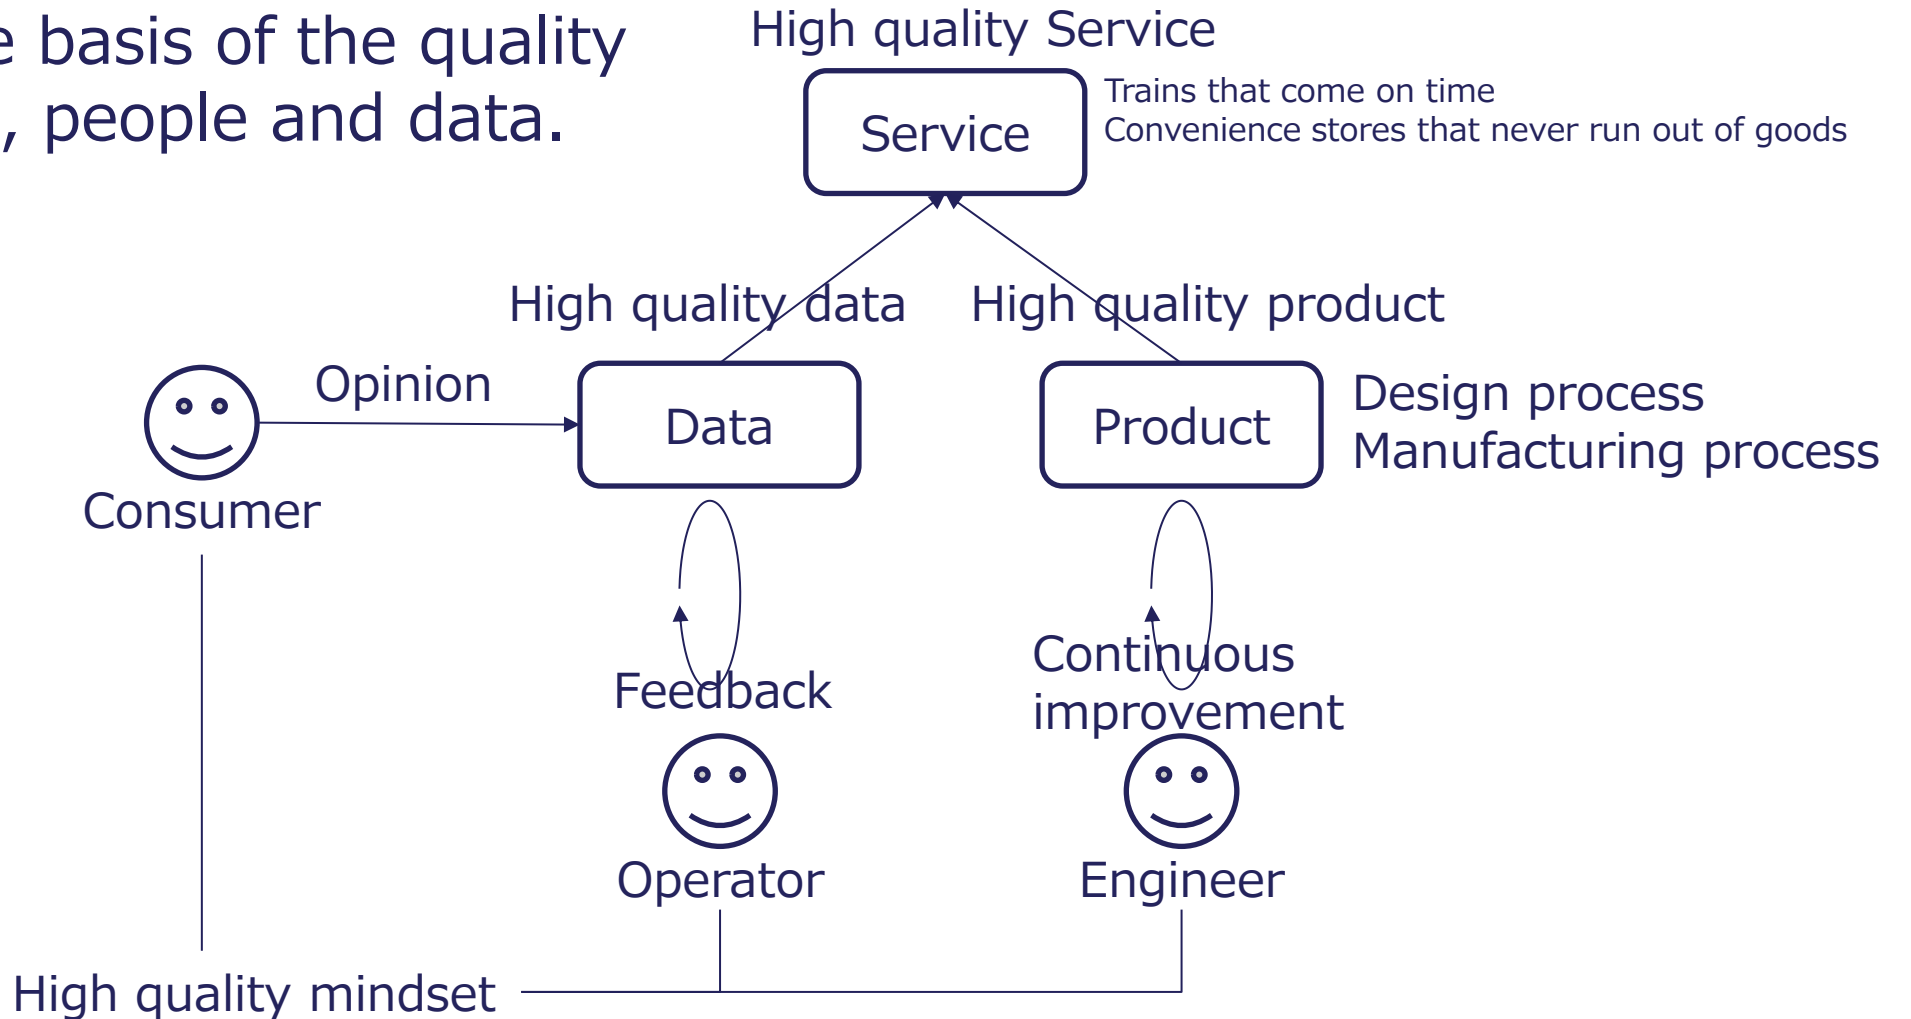 e basis of the quality
, people and data.
High quality Service
Service
Trains that come on time
Convenience stores that never run out of goods
High quality data
High quality product
Opinion
Data
Product
Design process
Manufacturing process
Consumer
Feedback
Continuous
improvement
Operator
Engineer
High quality mindset